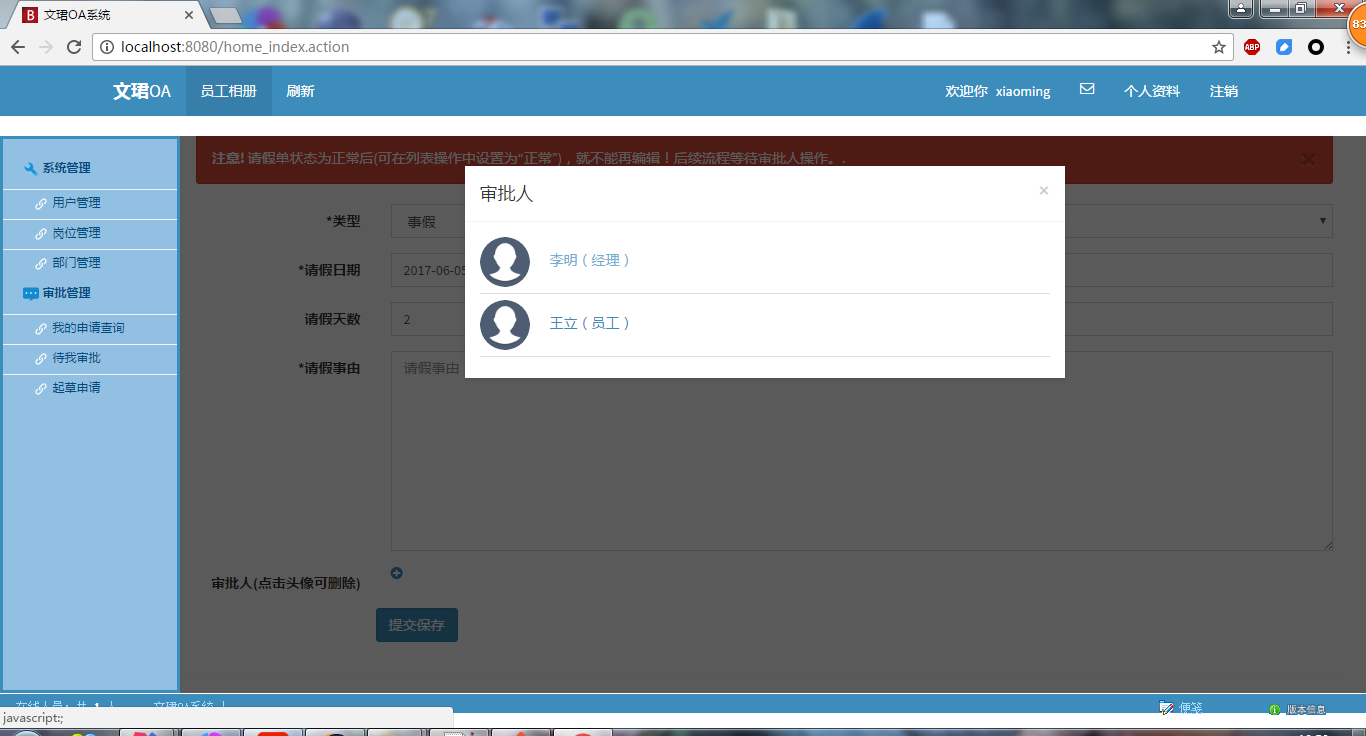 文珺OA系统
localhost:8080/home_index.action
ABP
83
文珺OA 员工相册 刷新 欢迎你 xiaoming 个人资料 注销
系统管理
用户管理
岗位管理
部门管理
审批管理
我的申请查询
待我审批
起草申请
注意! 请假单状态为正常后(可在列表操作中设置为“正常”)，就不能再编辑！后续流程等待审批人操作。.
审批人
李明（经理）
王立（员工）
*类型 事假
*请假日期 2017-06-05
请假天数 2
*请假事由 请假事由
审批人(点击头像可删除)
提交保存
在线人员：共 1 人 文珺OA系统 |
便笺 版本信息
javascript:;